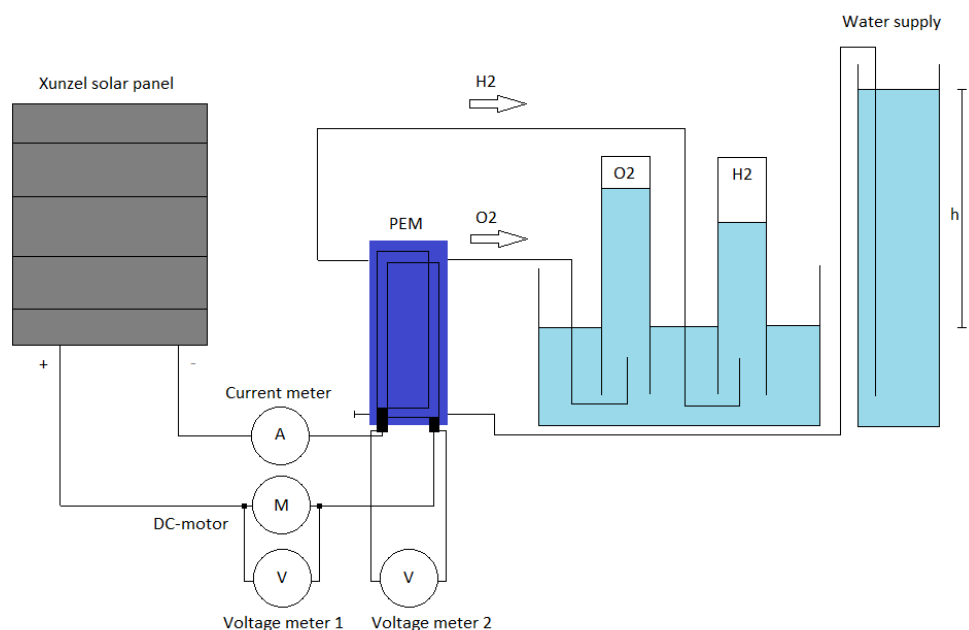 Water supply
Xunzel solar panel
H2
O2
H2
PEM
O2
h
+
-
Current meter
A
M
DC-motor
V
V
Voltage meter 1
Voltage meter 2